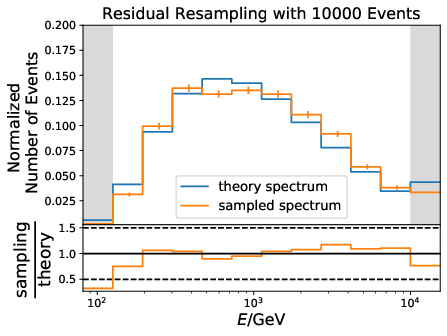 Residual Resampling with 10000 Events
Normalized
Number of Events
0.200
0.175
0.150
0.125
0.100
0.075
0.050
0.025
theory spectrum
sampled spectrum
sampling
theory
1.5
1.0
0.5
10²
10³
10⁴
E/GeV